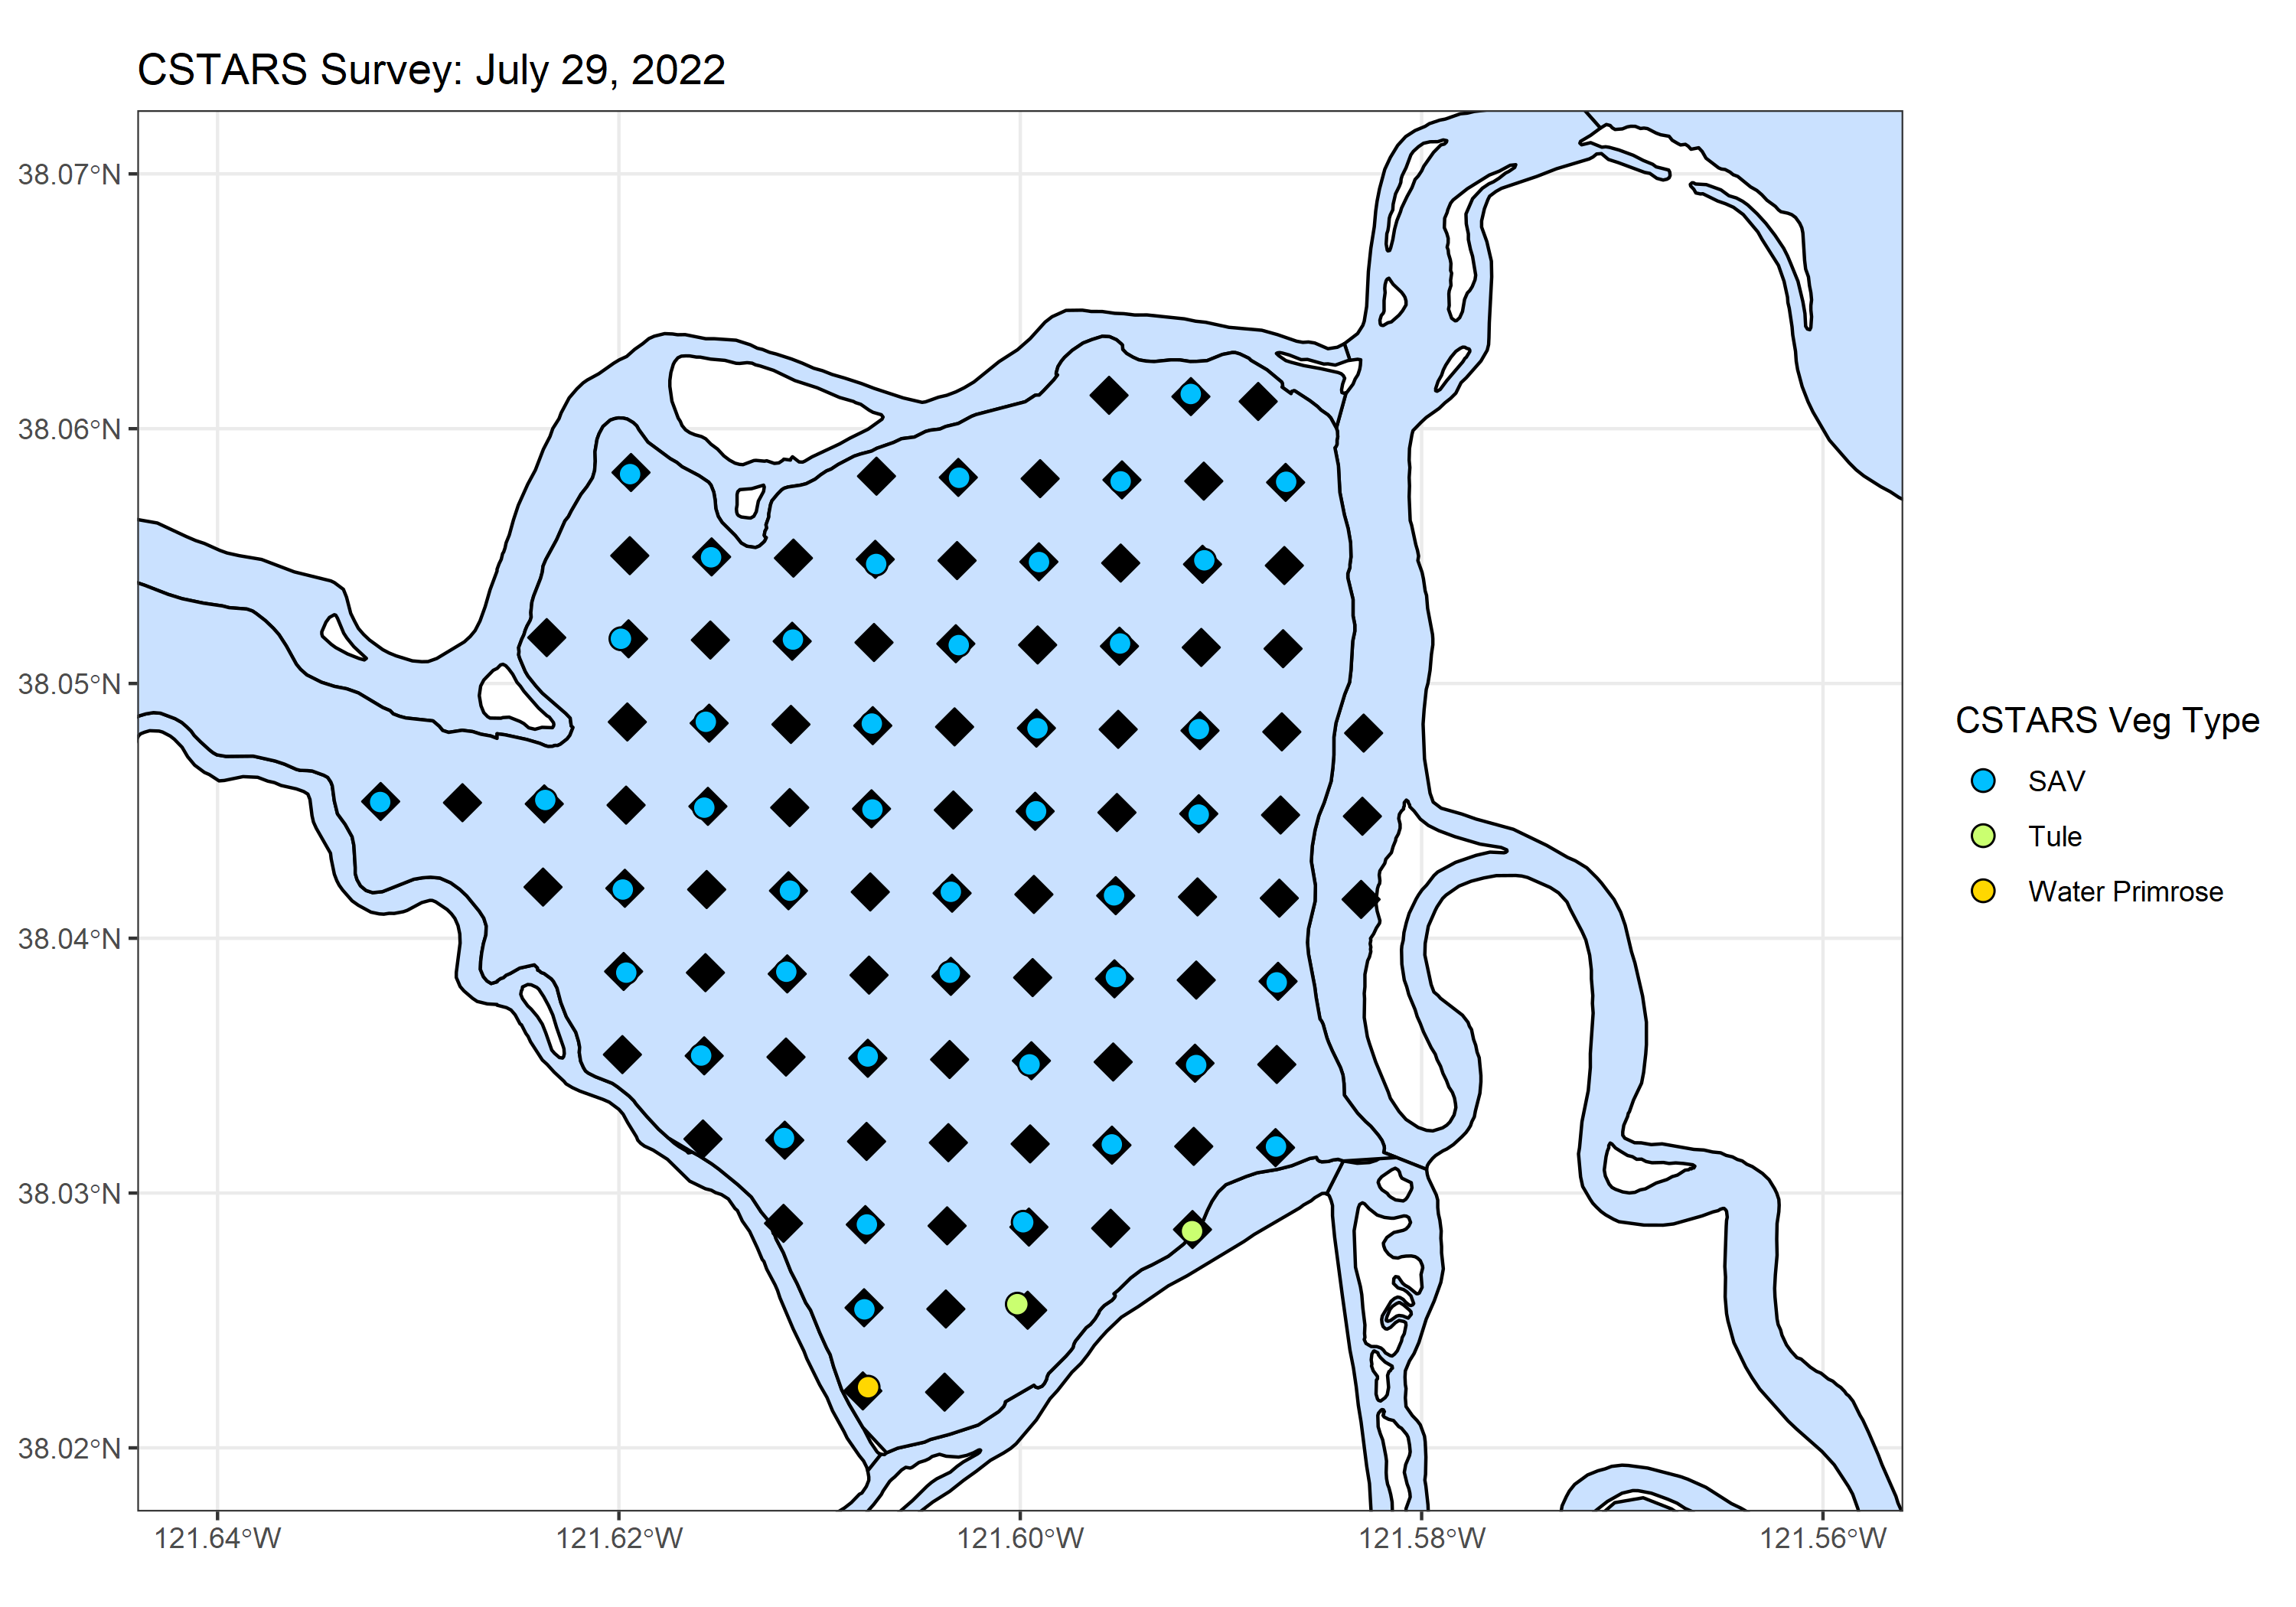 CSTARS Survey: July 29, 2022
38.07°N
38.06°N
38.05°N
38.04°N
38.03°N
38.02°N
121.64°W
121.62°W
121.60°W
121.58°W
121.56°W
CSTARS Veg Type
SAV
Tule
Water Primrose